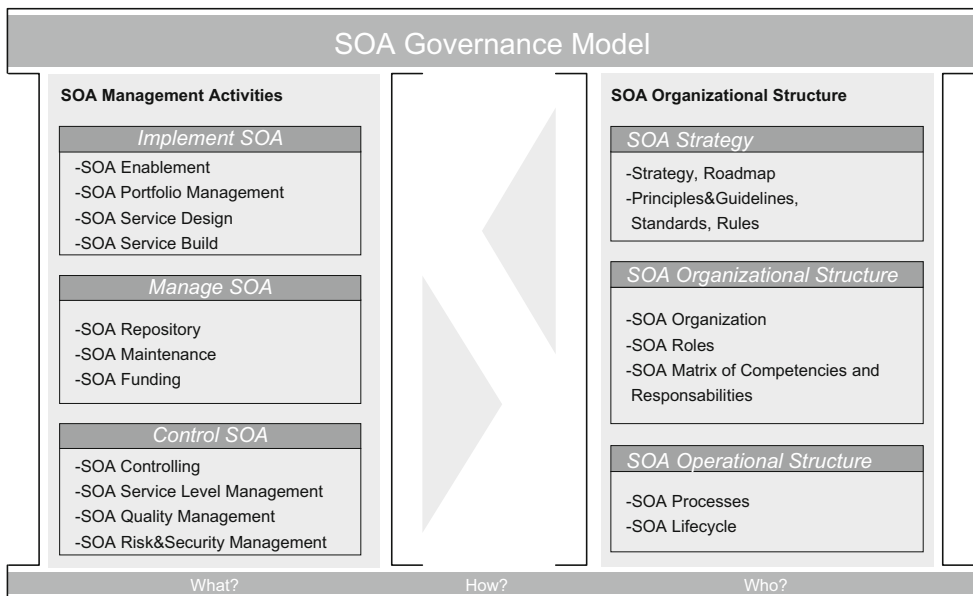 SOA Governance Model
SOA Management Activities
Implement SOA
-SOA Enablement
-SOA Portfolio Management
-SOA Service Design
-SOA Service Build
Manage SOA
-SOA Repository
-SOA Maintenance
-SOA Funding
Control SOA
-SOA Controlling
-SOA Service Level Management
-SOA Quality Management
-SOA Risk&Security Management
SOA Organizational Structure
SOA Strategy
-Strategy, Roadmap
-Principles&Guidelines,
Standards, Rules
SOA Organizational Structure
-SOA Organization
-SOA Roles
-SOA Matrix of Competencies and
Responsabilities
SOA Operational Structure
-SOA Processes
-SOA Lifecycle
What?
How?
Who?